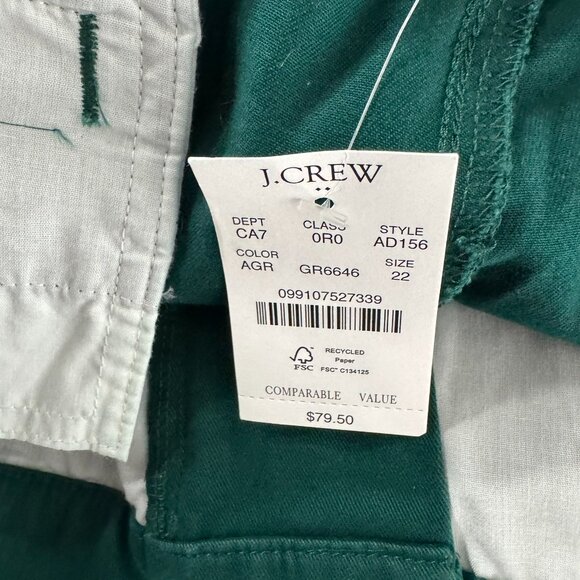 J.CREW
DEPT CLASS STYLE
CA7 0R0 AD156
COLOR SIZE
AGR GR6646 22
099107527339
RECYCLED
Paper
FSC FSC™ C134125
COMPARABLE VALUE
$79.50